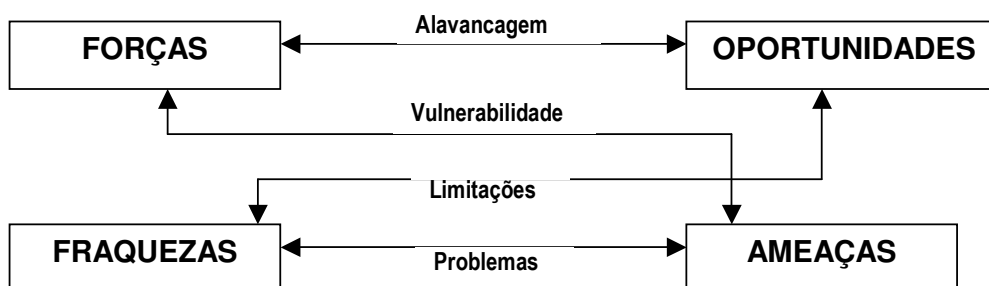 Alavancagem
FORÇAS
OPORTUNIDADES
Vulnerabilidade
Limitações
FRAQUEZAS
AMEAÇAS
Problemas